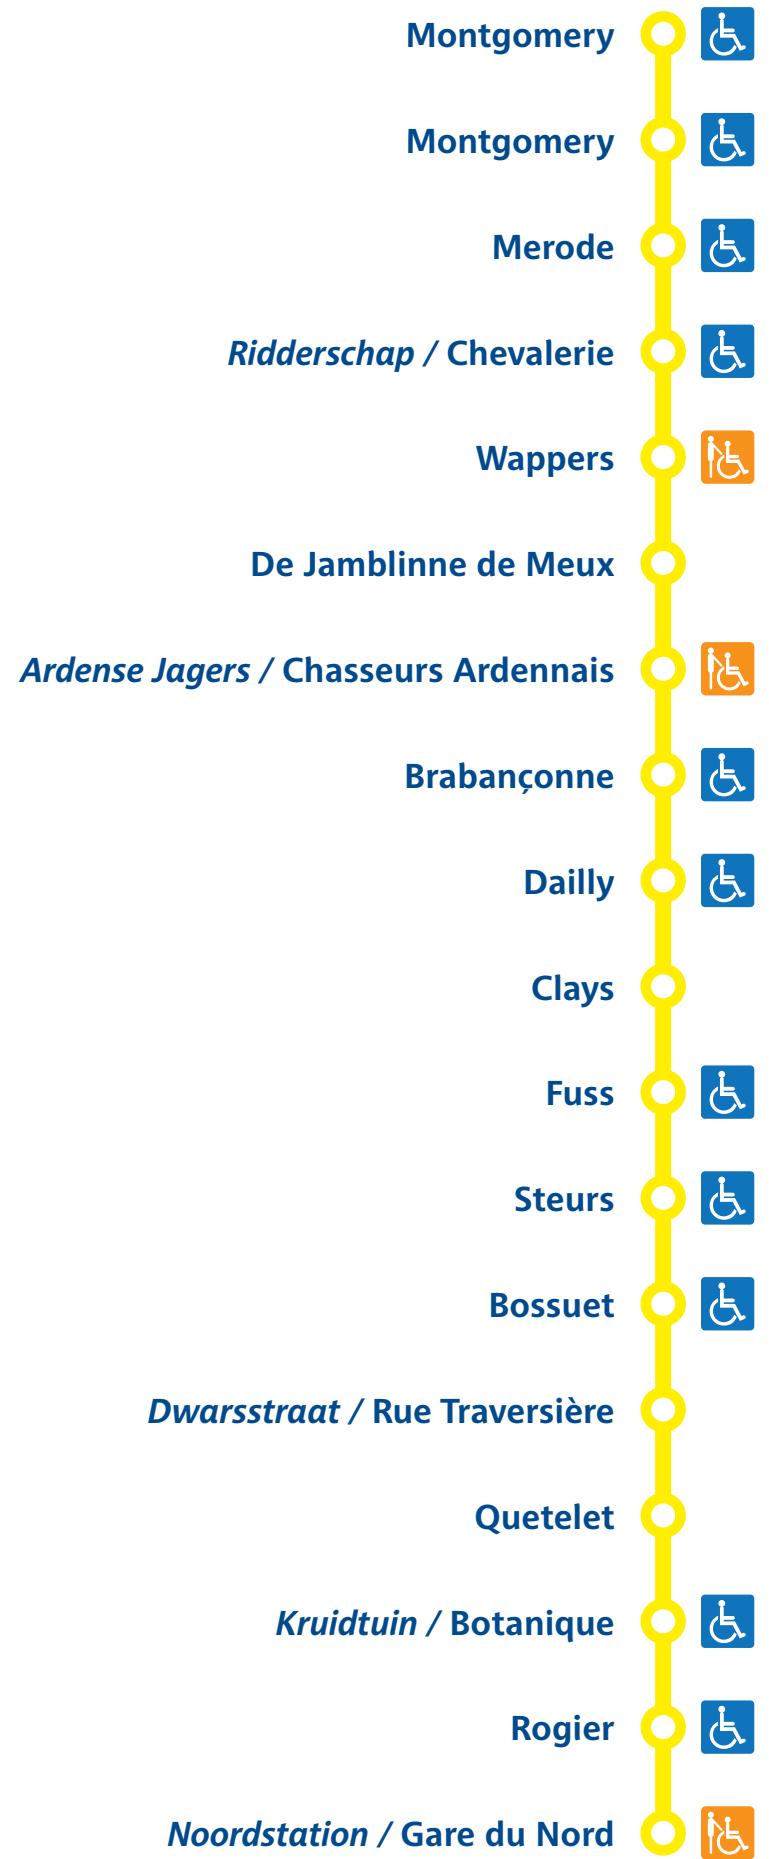 Montgomery
Montgomery
Merode
Ridderschap / Chevalerie
Wappers
De Jamblinne de Meux
Ardense Jagers / Chasseurs Ardennais
Brabançonne
Dailly
Clays
Fuss
Steurs
Bossuet
Dwarsstraat / Rue Traversière
Quetelet
Kruidtuin / Botanique
Rogier
Noordstation / Gare du Nord